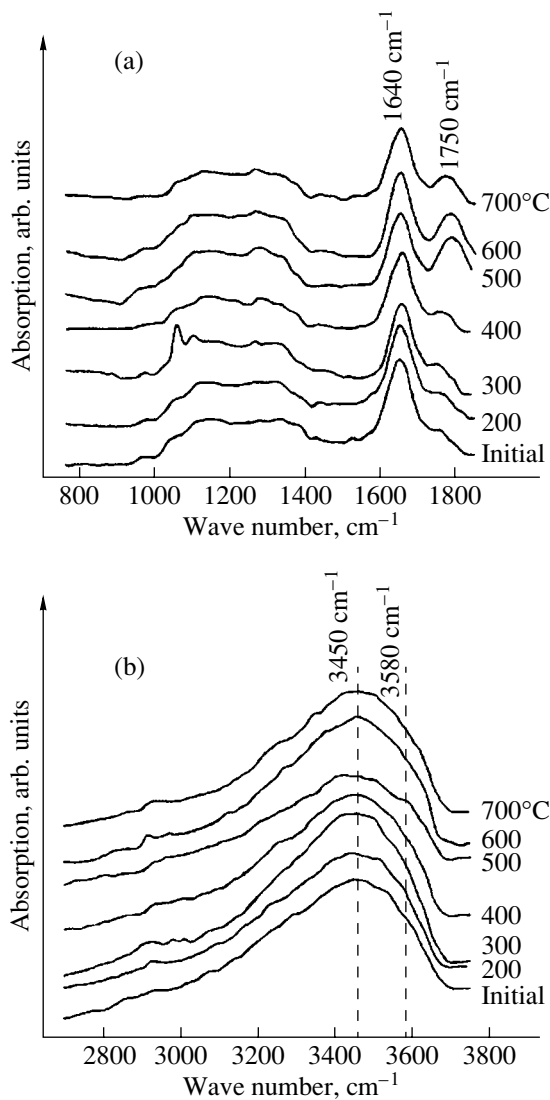 (a)
1640 cm⁻¹
1750 cm⁻¹
Absorption, arb. units
700°C
600
500
400
300
200
Initial
800 1000 1200 1400 1600 1800
Wave number, cm⁻¹
(b)
3450 cm⁻¹
3580 cm⁻¹
Absorption, arb. units
700°C
600
500
400
300
200
Initial
2800 3000 3200 3400 3600 3800
Wave number, cm⁻¹